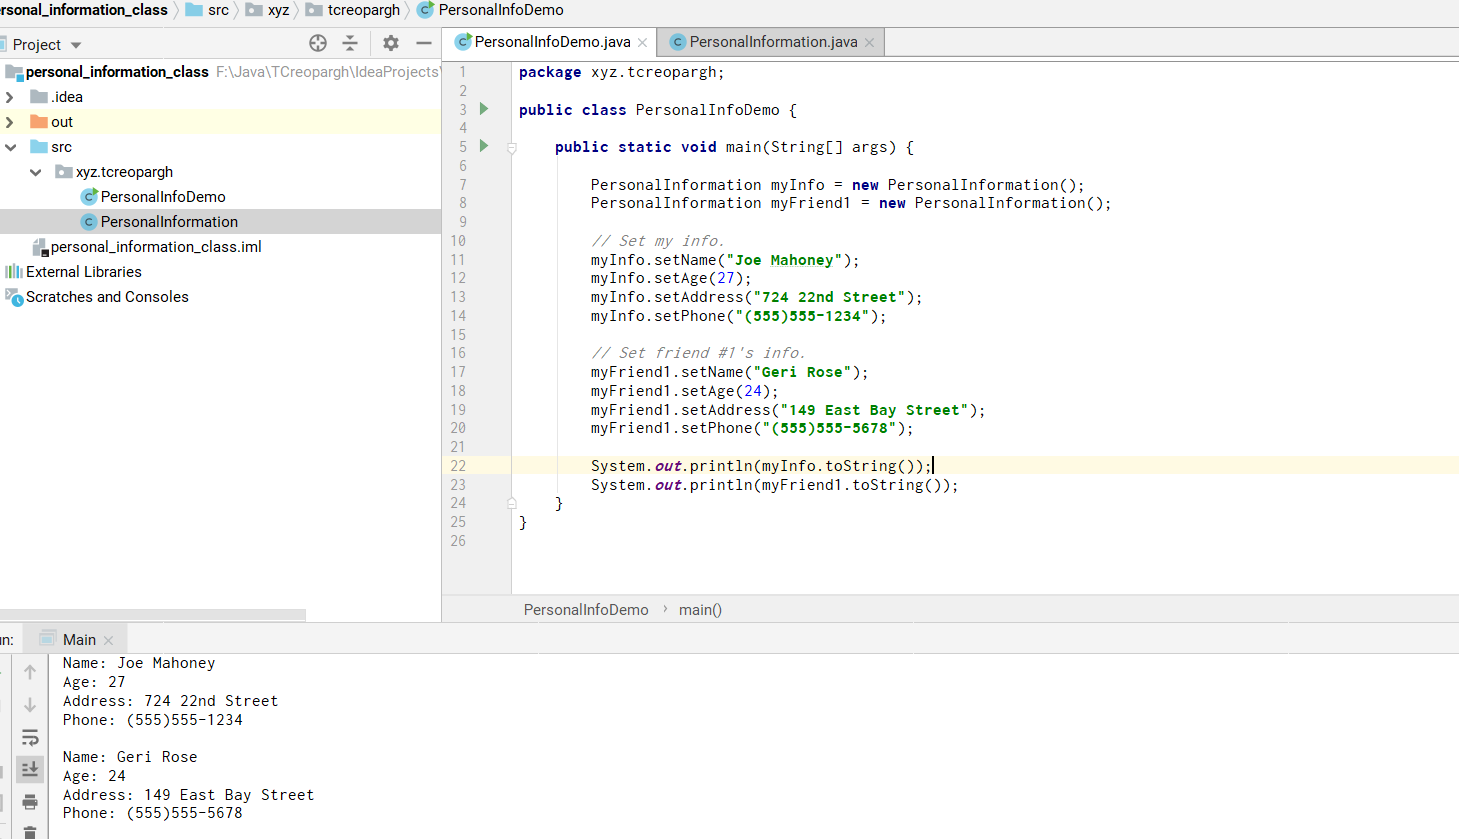 ersonal_information_class src xyz tcreopargh PersonalInfoDemo
Project
personal_information_class F:\Java\TCreopargh\IdeaProjects\
.idea
out
src
xyz.tcreopargh
PersonalInfoDemo
PersonalInformation
personal_information_class.iml
External Libraries
Scratches and Consoles
PersonalInfoDemo.java PersonalInformation.java
1 package xyz.tcreopargh;
2
3 public class PersonalInfoDemo {
4
5 public static void main(String[] args) {
6
7 PersonalInformation myInfo = new PersonalInformation();
8 PersonalInformation myFriend1 = new PersonalInformation();
9
10 // Set my info.
11 myInfo.setName("Joe Mahoney");
12 myInfo.setAge(27);
13 myInfo.setAddress("724 22nd Street");
14 myInfo.setPhone("(555)555-1234");
15
16 // Set friend #1's info.
17 myFriend1.setName("Geri Rose");
18 myFriend1.setAge(24);
19 myFriend1.setAddress("149 East Bay Street");
20 myFriend1.setPhone("(555)555-5678");
21
22 System.out.println(myInfo.toString());
23 System.out.println(myFriend1.toString());
24 }
25 }
26
PersonalInfoDemo main()
un: Main
Name: Joe Mahoney
Age: 27
Address: 724 22nd Street
Phone: (555)555-1234
Name: Geri Rose
Age: 24
Address: 149 East Bay Street
Phone: (555)555-5678